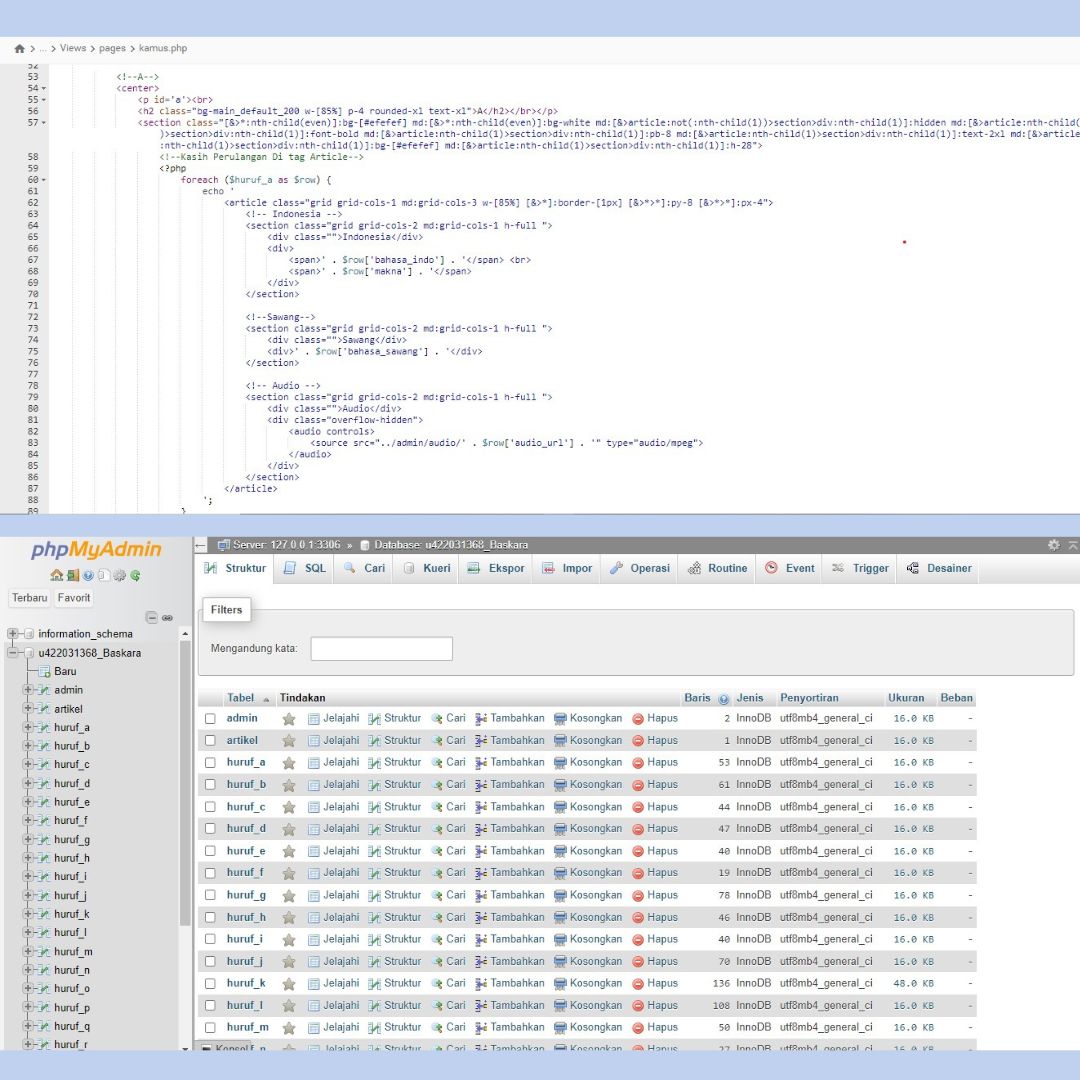 ... > Views > pages > kamus.php
52
53 <!--A-->
54 <center>
55 <p id='a'><br>
56 <h2 class="bg-main_default_200 w-[85%] p-4 rounded-xl text-xl">A</h2></br></p>
57 <section class="[&>*:nth-child(even)]:bg-[#efefef] md:[&>*:nth-child(even)]:bg-white md:[&>article:not(:nth-child(1))>section>div:nth-child(1)]:hidden md:[&>article:nth-child(1
)>section>div:nth-child(1)]:font-bold md:[&>article:nth-child(1)>section>div:nth-child(1)]:pb-8 md:[&>article:nth-child(1)>section>div:nth-child(1)]:text-2xl md:[&>article
:nth-child(1)>section>div:nth-child(1)]:bg-[#efefef] md:[&>article:nth-child(1)>section>div:nth-child(1)]:h-28">
58 <!--Kasih Perulangan Di tag Article-->
59 <?php
60 foreach ($huruf_a as $row) {
61 echo '
62 <article class="grid grid-cols-1 md:grid-cols-3 w-[85%] [&>*]:border-[1px] [&>*>*]:py-8 [&>*>*]:px-4">
63 <!-- Indonesia -->
64 <section class="grid grid-cols-2 md:grid-cols-1 h-full ">
65 <div class="">Indonesia</div>
66 <div>
67 <span>' . $row['bahasa_indo'] . '</span> <br>
68 <span>' . $row['makna'] . '</span>
69 </div>
70 </section>
71
72 <!--Sawang-->
73 <section class="grid grid-cols-2 md:grid-cols-1 h-full ">
74 <div class="">Sawang</div>
75 <div>' . $row['bahasa_sawang'] . '</div>
76 </section>
77
78 <!-- Audio -->
79 <section class="grid grid-cols-2 md:grid-cols-1 h-full ">
80 <div class="">Audio</div>
81 <div class="overflow-hidden">
82 <audio controls>
83 <source src="../admin/audio/' . $row['audio_url'] . '" type="audio/mpeg">
84 </audio>
85 </div>
86 </section>
87 </article>
88 ';
89 }
phpMyAdmin
Terbaru Favorit
information_schema
u422031368_Baskara
Baru
admin
artikel
huruf_a
huruf_b
huruf_c
huruf_d
huruf_e
huruf_f
huruf_g
huruf_h
huruf_i
huruf_j
huruf_k
huruf_l
huruf_m
huruf_n
huruf_o
huruf_p
huruf_q
huruf_r
Server: 127.0.0.1:3306 » Database: u422031368_Baskara
Struktur SQL Cari Kueri Ekspor Impor Operasi Routine Event Trigger Desainer
Filters
Mengandung kata:
Tabel Tindakan Baris Jenis Penyortiran Ukuran Beban
admin Jelajahi Struktur Cari Tambahkan Kosongkan Hapus 2 InnoDB utf8mb4_general_ci 16.0 KB -
artikel Jelajahi Struktur Cari Tambahkan Kosongkan Hapus 1 InnoDB utf8mb4_general_ci 16.0 KB -
huruf_a Jelajahi Struktur Cari Tambahkan Kosongkan Hapus 53 InnoDB utf8mb4_general_ci 16.0 KB -
huruf_b Jelajahi Struktur Cari Tambahkan Kosongkan Hapus 61 InnoDB utf8mb4_general_ci 16.0 KB -
huruf_c Jelajahi Struktur Cari Tambahkan Kosongkan Hapus 44 InnoDB utf8mb4_general_ci 16.0 KB -
huruf_d Jelajahi Struktur Cari Tambahkan Kosongkan Hapus 47 InnoDB utf8mb4_general_ci 16.0 KB -
huruf_e Jelajahi Struktur Cari Tambahkan Kosongkan Hapus 40 InnoDB utf8mb4_general_ci 16.0 KB -
huruf_f Jelajahi Struktur Cari Tambahkan Kosongkan Hapus 19 InnoDB utf8mb4_general_ci 16.0 KB -
huruf_g Jelajahi Struktur Cari Tambahkan Kosongkan Hapus 78 InnoDB utf8mb4_general_ci 16.0 KB -
huruf_h Jelajahi Struktur Cari Tambahkan Kosongkan Hapus 46 InnoDB utf8mb4_general_ci 16.0 KB -
huruf_i Jelajahi Struktur Cari Tambahkan Kosongkan Hapus 40 InnoDB utf8mb4_general_ci 16.0 KB -
huruf_j Jelajahi Struktur Cari Tambahkan Kosongkan Hapus 70 InnoDB utf8mb4_general_ci 16.0 KB -
huruf_k Jelajahi Struktur Cari Tambahkan Kosongkan Hapus 136 InnoDB utf8mb4_general_ci 48.0 KB -
huruf_l Jelajahi Struktur Cari Tambahkan Kosongkan Hapus 108 InnoDB utf8mb4_general_ci 16.0 KB -
huruf_m Jelajahi Struktur Cari Tambahkan Kosongkan Hapus 50 InnoDB utf8mb4_general_ci 16.0 KB -
Konsol f_n Jelajahi Struktur Cari Tambahkan Kosongkan Hapus 27 InnoDB utf8mb4_general_ci 16.0 KB -